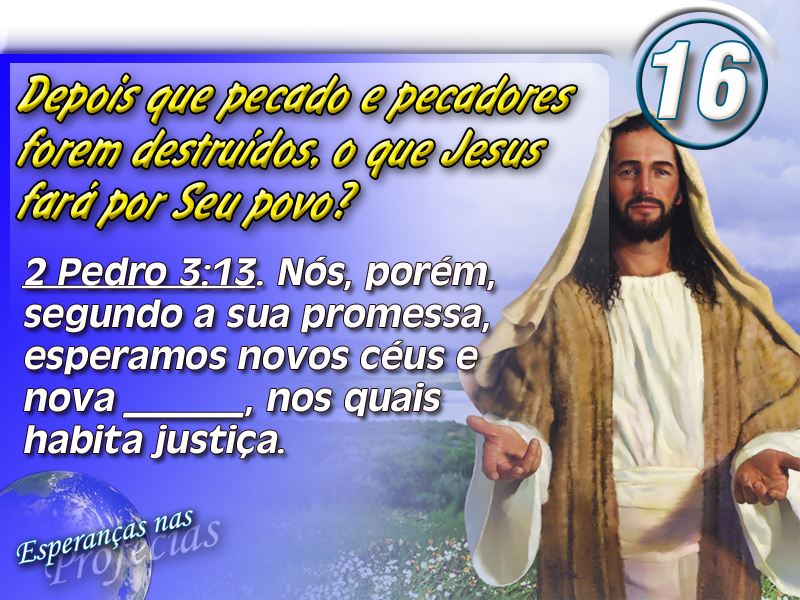 16
Depois que pecado e pecadores
forem destruídos, o que Jesus
fará por Seu povo?
2 Pedro 3:13. Nós, porém,
segundo a sua promessa,
esperamos novos céus e
nova ______, nos quais
habita justiça.
Esperanças nas
Profecias